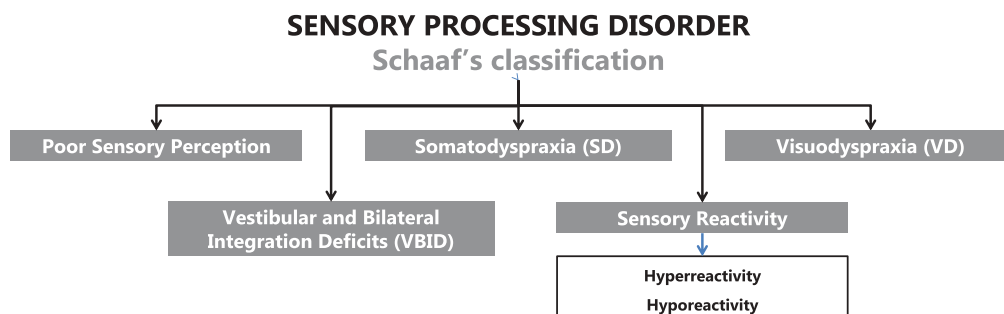 SENSORY PROCESSING DISORDER
Schaaf's classification
Poor Sensory Perception
Somatodyspraxia (SD)
Visuodyspraxia (VD)
Vestibular and Bilateral
Integration Deficits (VBID)
Sensory Reactivity
Hyperreactivity
Hyporeactivity